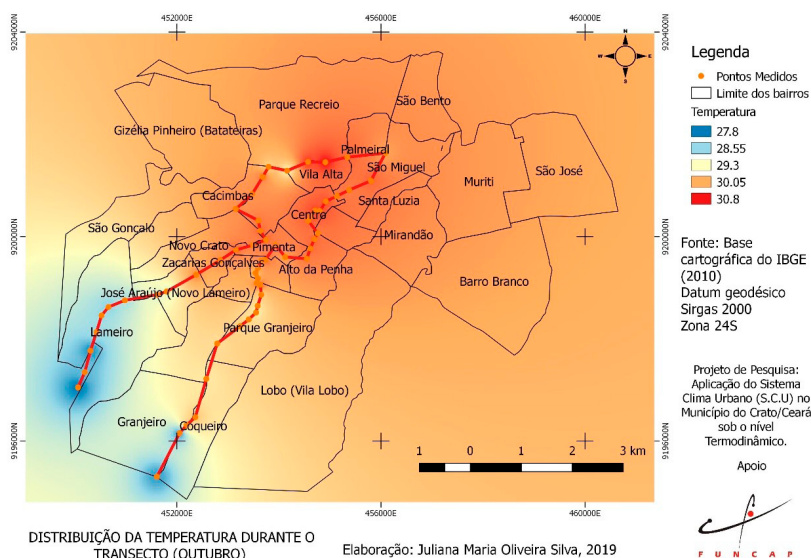 452000
456000
460000
9204000N
9204000N
N
W
E
S
Legenda
Pontos Medidos
Limite dos bairros
Temperatura
27.8
28.55
29.3
30.05
30.8
São Bento
Parque Recreio
Gizélia Pinheiro (Batateiras)
Palmeiral
São Miguel
Vila Alta
São José
Muriti
Cacimbas
Santa Luzia
Centro
São Gonçalo
Mirandão
9200000N
9200000N
Novo Crato
Pimenta
Zacarias Gonçalves
Alto da Penha
Barro Branco
José Araújo (Novo Lameiro)
Parque Granjeiro
Lameiro
Lobo (Vila Lobo)
Granjeiro
Coqueiro
9196000N
9196000N
1 0 1 2 3 km
452000
456000
460000
Fonte: Base
cartográfica do IBGE
(2010)
Datum geodésico
Sirgas 2000
Zona 24S
Projeto de Pesquisa:
Aplicação do Sistema
Clima Urbano (S.C.U) no
Município do Crato/Ceará
sob o nível
Termodinâmico.
Apoio
FUNCAP
DISTRIBUIÇÃO DA TEMPERATURA DURANTE O
TRANSECTO (OUTUBRO)
Elaboração: Juliana Maria Oliveira Silva, 2019